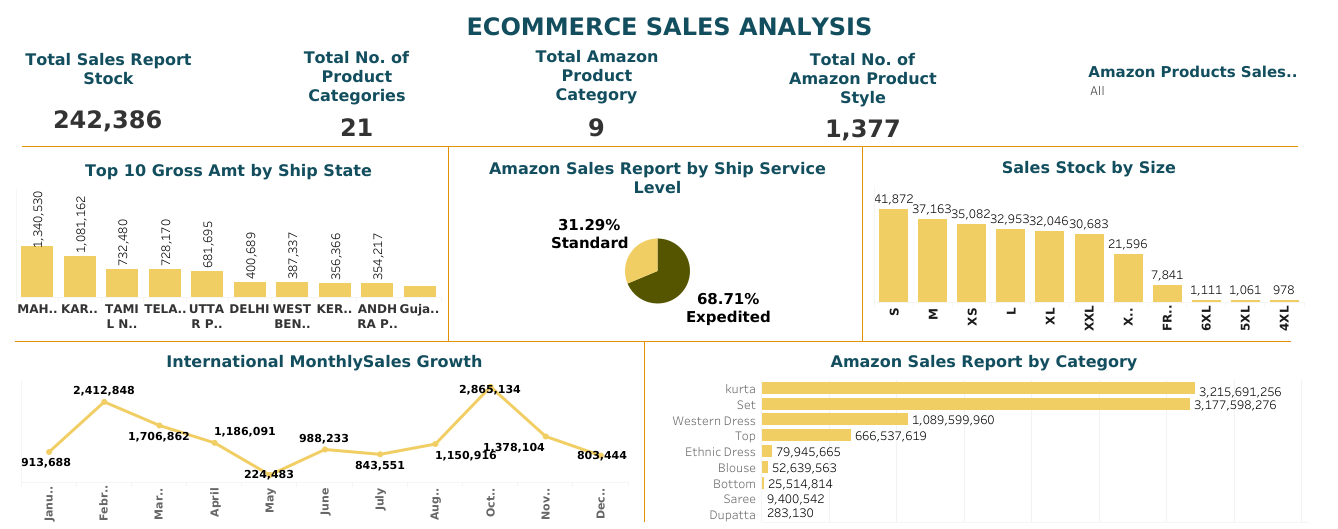 ECOMMERCE SALES ANALYSIS
Total Sales Report
Stock
242,386
Total No. of
Product
Categories
21
Total Amazon
Product
Category
9
Total No. of
Amazon Product
Style
1,377
Amazon Products Sales..
All
Top 10 Gross Amt by Ship State
1,340,530
1,081,162
732,480
728,170
681,695
400,689
387,337
356,366
354,217
MAH..
KAR..
TAMI
L N..
TELA..
UTTA
R P..
DELHI
WEST
BEN..
KER..
ANDH
RA P..
Guja..
Amazon Sales Report by Ship Service
Level
31.29%
Standard
68.71%
Expedited
Sales Stock by Size
41,872
37,163
35,082
32,953
32,046
30,683
21,596
7,841
1,111
1,061
978
S
M
XS
L
XL
XXL
X..
FR..
6XL
5XL
4XL
International MonthlySales Growth
913,688
2,412,848
1,706,862
1,186,091
224,483
988,233
843,551
1,150,916
2,865,134
1,378,104
803,444
Janu..
Febr..
Mar..
April
May
June
July
Aug..
Oct..
Nov..
Dec..
Amazon Sales Report by Category
kurta 3,215,691,256
Set 3,177,598,276
Western Dress 1,089,599,960
Top 666,537,619
Ethnic Dress 79,945,665
Blouse 52,639,563
Bottom 25,514,814
Saree 9,400,542
Dupatta 283,130